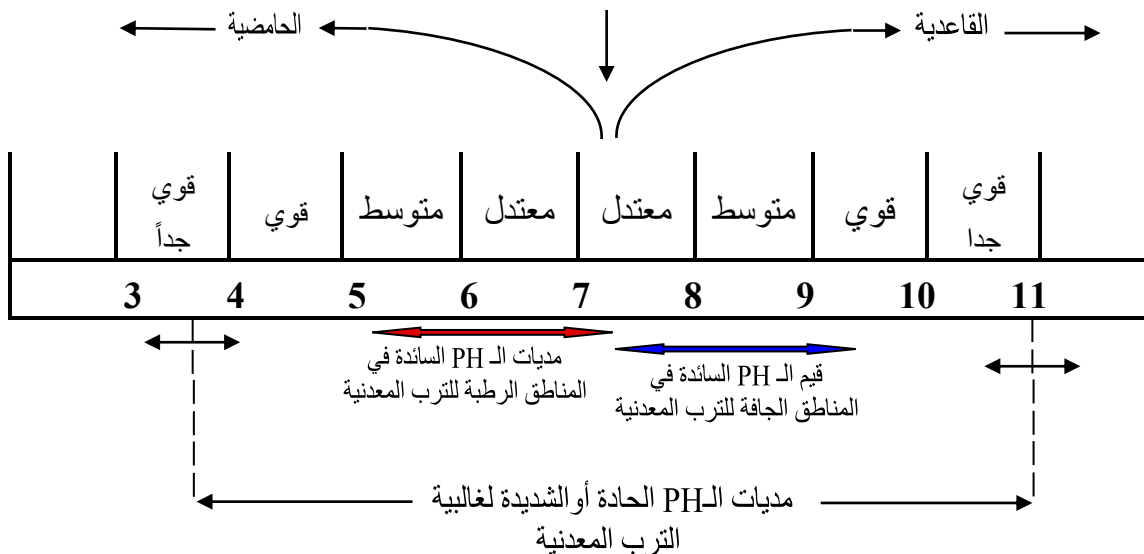 القاعدية
الحامضية
قوي
جداً
قوي
متوسط
معتدل
معتدل
متوسط
قوي
قوي
جدا
3 4 5 6 7 8 9 10 11
مديات الـ PH السائدة في
المناطق الرطبة للترب المعدنية
قيم الـ PH السائدة في
المناطق الجافة للترب المعدنية
مديات الـPH الحادة أو الشديدة لغالبية
الترب المعدنية